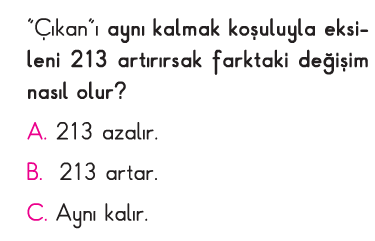 "Çıkan"ı aynı kalmak koşuluyla eksi-
leni 213 artırırsak farktaki değişim
nasıl olur?
A. 213 azalır.
B. 213 artar.
C. Aynı kalır.